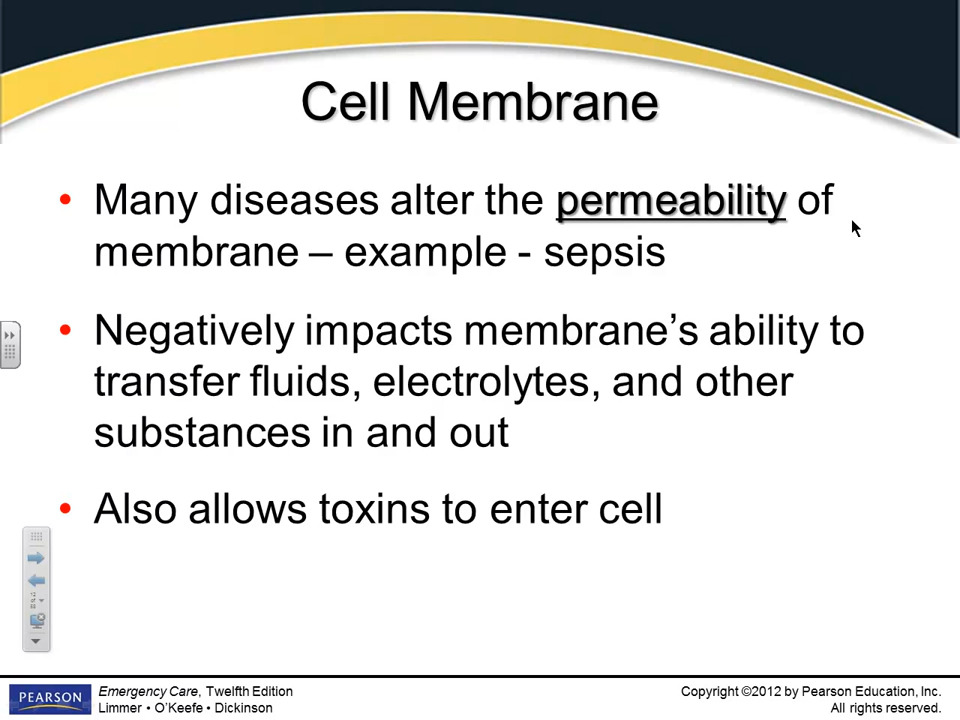 Cell Membrane
• Many diseases alter the permeability of
membrane – example - sepsis
• Negatively impacts membrane’s ability to
transfer fluids, electrolytes, and other
substances in and out
• Also allows toxins to enter cell
12
of
PEARSON
Emergency Care, Twelfth Edition
Limmer • O’Keefe • Dickinson
Copyright ©2012 by Pearson Education, Inc.
All rights reserved.